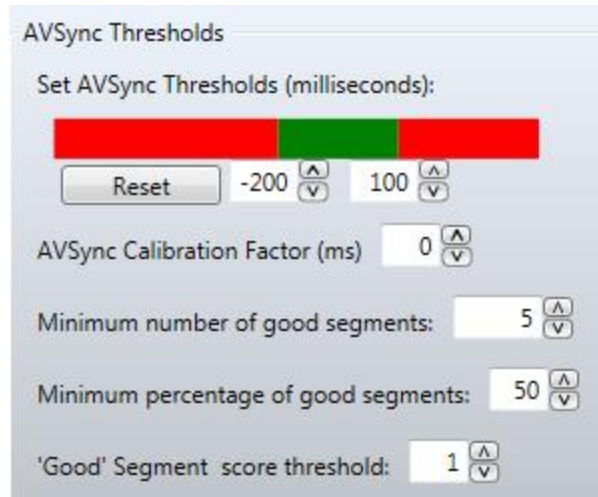 AVSync Thresholds
Set AVSync Thresholds (milliseconds):
Reset -200 100
AVSync Calibration Factor (ms) 0
Minimum number of good segments: 5
Minimum percentage of good segments: 50
'Good' Segment score threshold: 1